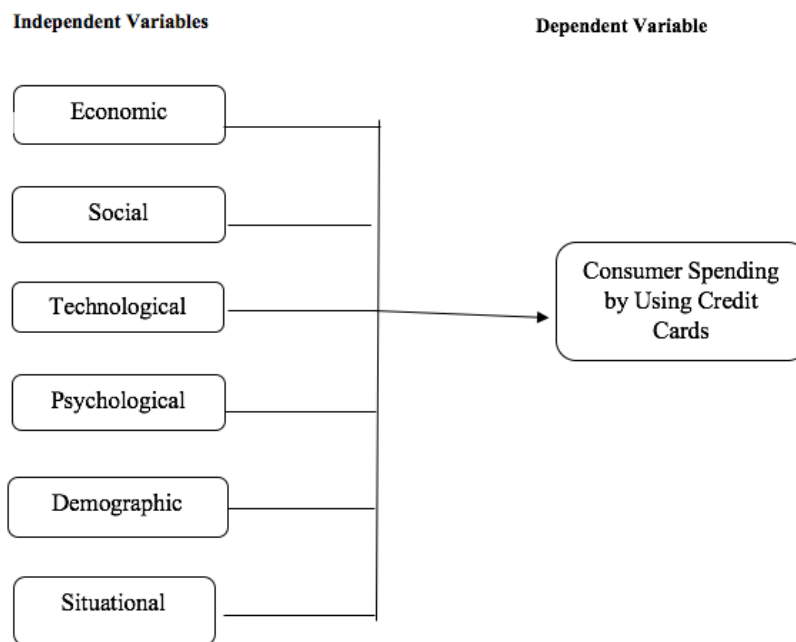 Independent Variables
Dependent Variable
Economic
Social
Technological
Psychological
Demographic
Situational
Consumer Spending
by Using Credit
Cards